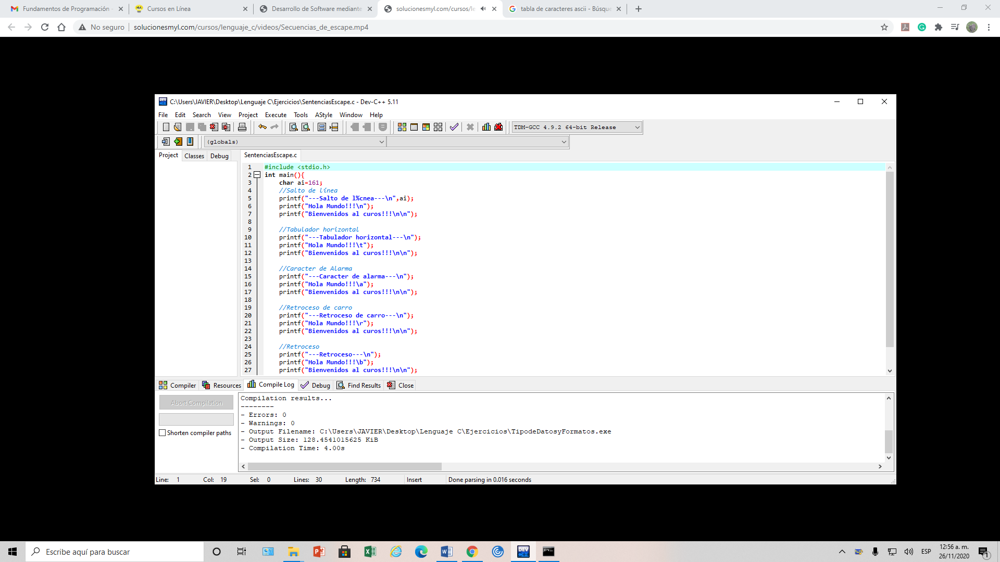 Fundamentos de Programación
Cursos en Línea
Desarrollo de Software mediante
solucionesmyl.com/cursos/le
tabla de caracteres ascii - Búsque
No seguro
solucionesmyl.com/cursos/lenguaje_c/videos/Secuencias_de_escape.mp4
C:\Users\JAVIER\Desktop\Lenguaje C\Ejercicios\SentenciasEscape.c - Dev-C++ 5.11
File Edit Search View Project Execute Tools AStyle Window Help
TDM-GCC 4.9.2 64-bit Release
(globals)
Project Classes Debug
SentenciasEscape.c
1 #include <stdio.h>
2 int main(){
3 char ai=161;
4 //Salto de línea
5 printf("---Salto de l%cnea---\n",ai);
6 printf("Hola Mundo!!!\n");
7 printf("Bienvenidos al curos!!!\n\n");
8
9 //Tabulador horizontal
10 printf("---Tabulador horizontal---\n");
11 printf("Hola Mundo!!!\t");
12 printf("Bienvenidos al curos!!!\n\n");
13
14 //Caracter de Alarma
15 printf("---Caracter de alarma---\n");
16 printf("Hola Mundo!!!\a");
17 printf("Bienvenidos al curos!!!\n\n");
18
19 //Retroceso de carro
20 printf("---Retroceso de carro---\n");
21 printf("Hola Mundo!!!\r");
22 printf("Bienvenidos al curos!!!\n\n");
23
24 //Retroceso
25 printf("---Retroceso---\n");
26 printf("Hola Mundo!!!\b");
27 printf("Bienvenidos al curos!!!\n\n");
Compiler Resources Compile Log Debug Find Results Close
Abort Compilation
Shorten compiler paths
Compilation results...
--------
- Errors: 0
- Warnings: 0
- Output Filename: C:\Users\JAVIER\Desktop\Lenguaje C\Ejercicios\TipodeDatosyFormatos.exe
- Output Size: 128.4541015625 KiB
- Compilation Time: 4.00s
Line: 1 Col: 19 Sel: 0 Lines: 30 Length: 734 Insert Done parsing in 0.016 seconds
Escribe aquí para buscar
ESP
12:56 a. m.
26/11/2020
1